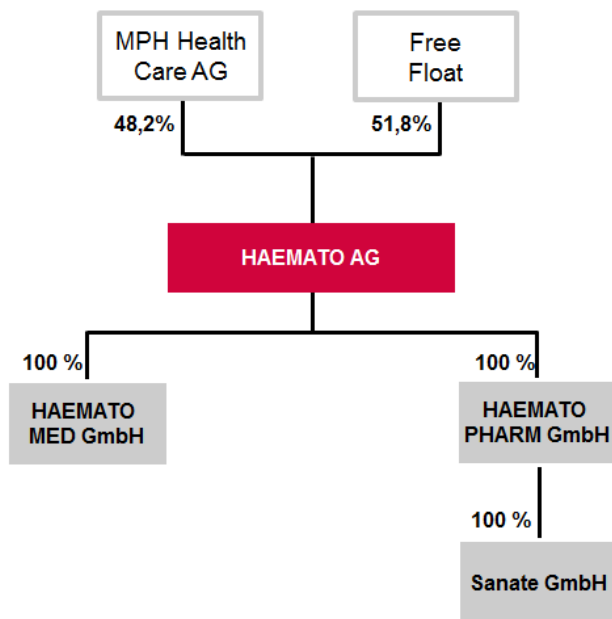 MPH Health
Care AG
Free
Float
48,2%
51,8%
HAEMATO AG
100 %
100 %
HAEMATO
MED GmbH
HAEMATO
PHARM GmbH
100 %
Sanate GmbH